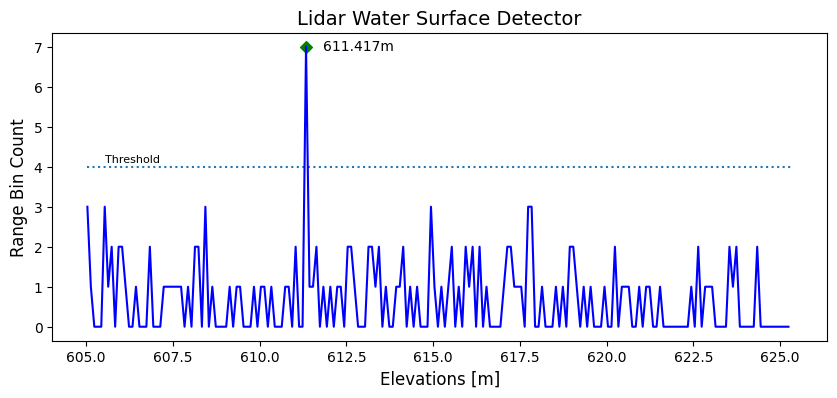 Lidar Water Surface Detector
7
611.417m
6
5
Threshold
4
3
2
1
0
Range Bin Count
605.0 607.5 610.0 612.5 615.0 617.5 620.0 622.5 625.0
Elevations [m]